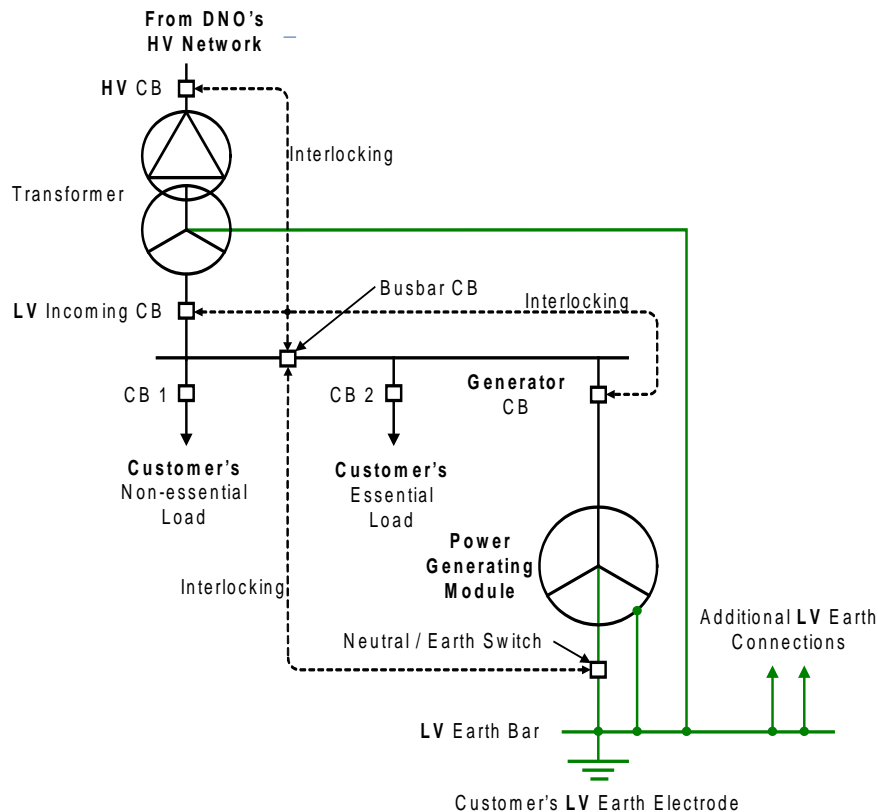 From DNO's
HV Network
HV CB
Interlocking
Transformer
Busbar CB
LV Incoming CB
Interlocking
CB 1
CB 2
Generator
CB
Customer's
Non-essential
Load
Customer's
Essential
Load
Power
Generating
Module
Interlocking
Additional LV Earth
Connections
Neutral / Earth Switch
LV Earth Bar
Customer's LV Earth Electrode